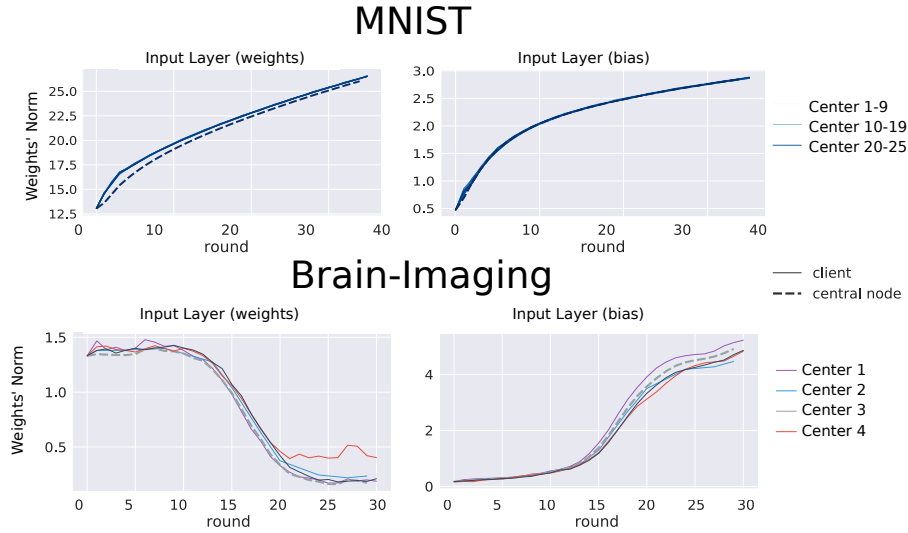 MNIST
Input Layer (weights)
Input Layer (bias)
Weights' Norm
25.0
22.5
20.0
17.5
15.0
12.5
0 10 20 30 40
round
3.0
2.5
2.0
1.5
1.0
0.5
0 10 20 30 40
round
Center 1-9
Center 10-19
Center 20-25
client
central node
Brain-Imaging
Input Layer (weights)
Input Layer (bias)
Weights' Norm
1.5
1.0
0.5
0 5 10 15 20 25 30
round
4
2
0
0 5 10 15 20 25 30
round
Center 1
Center 2
Center 3
Center 4